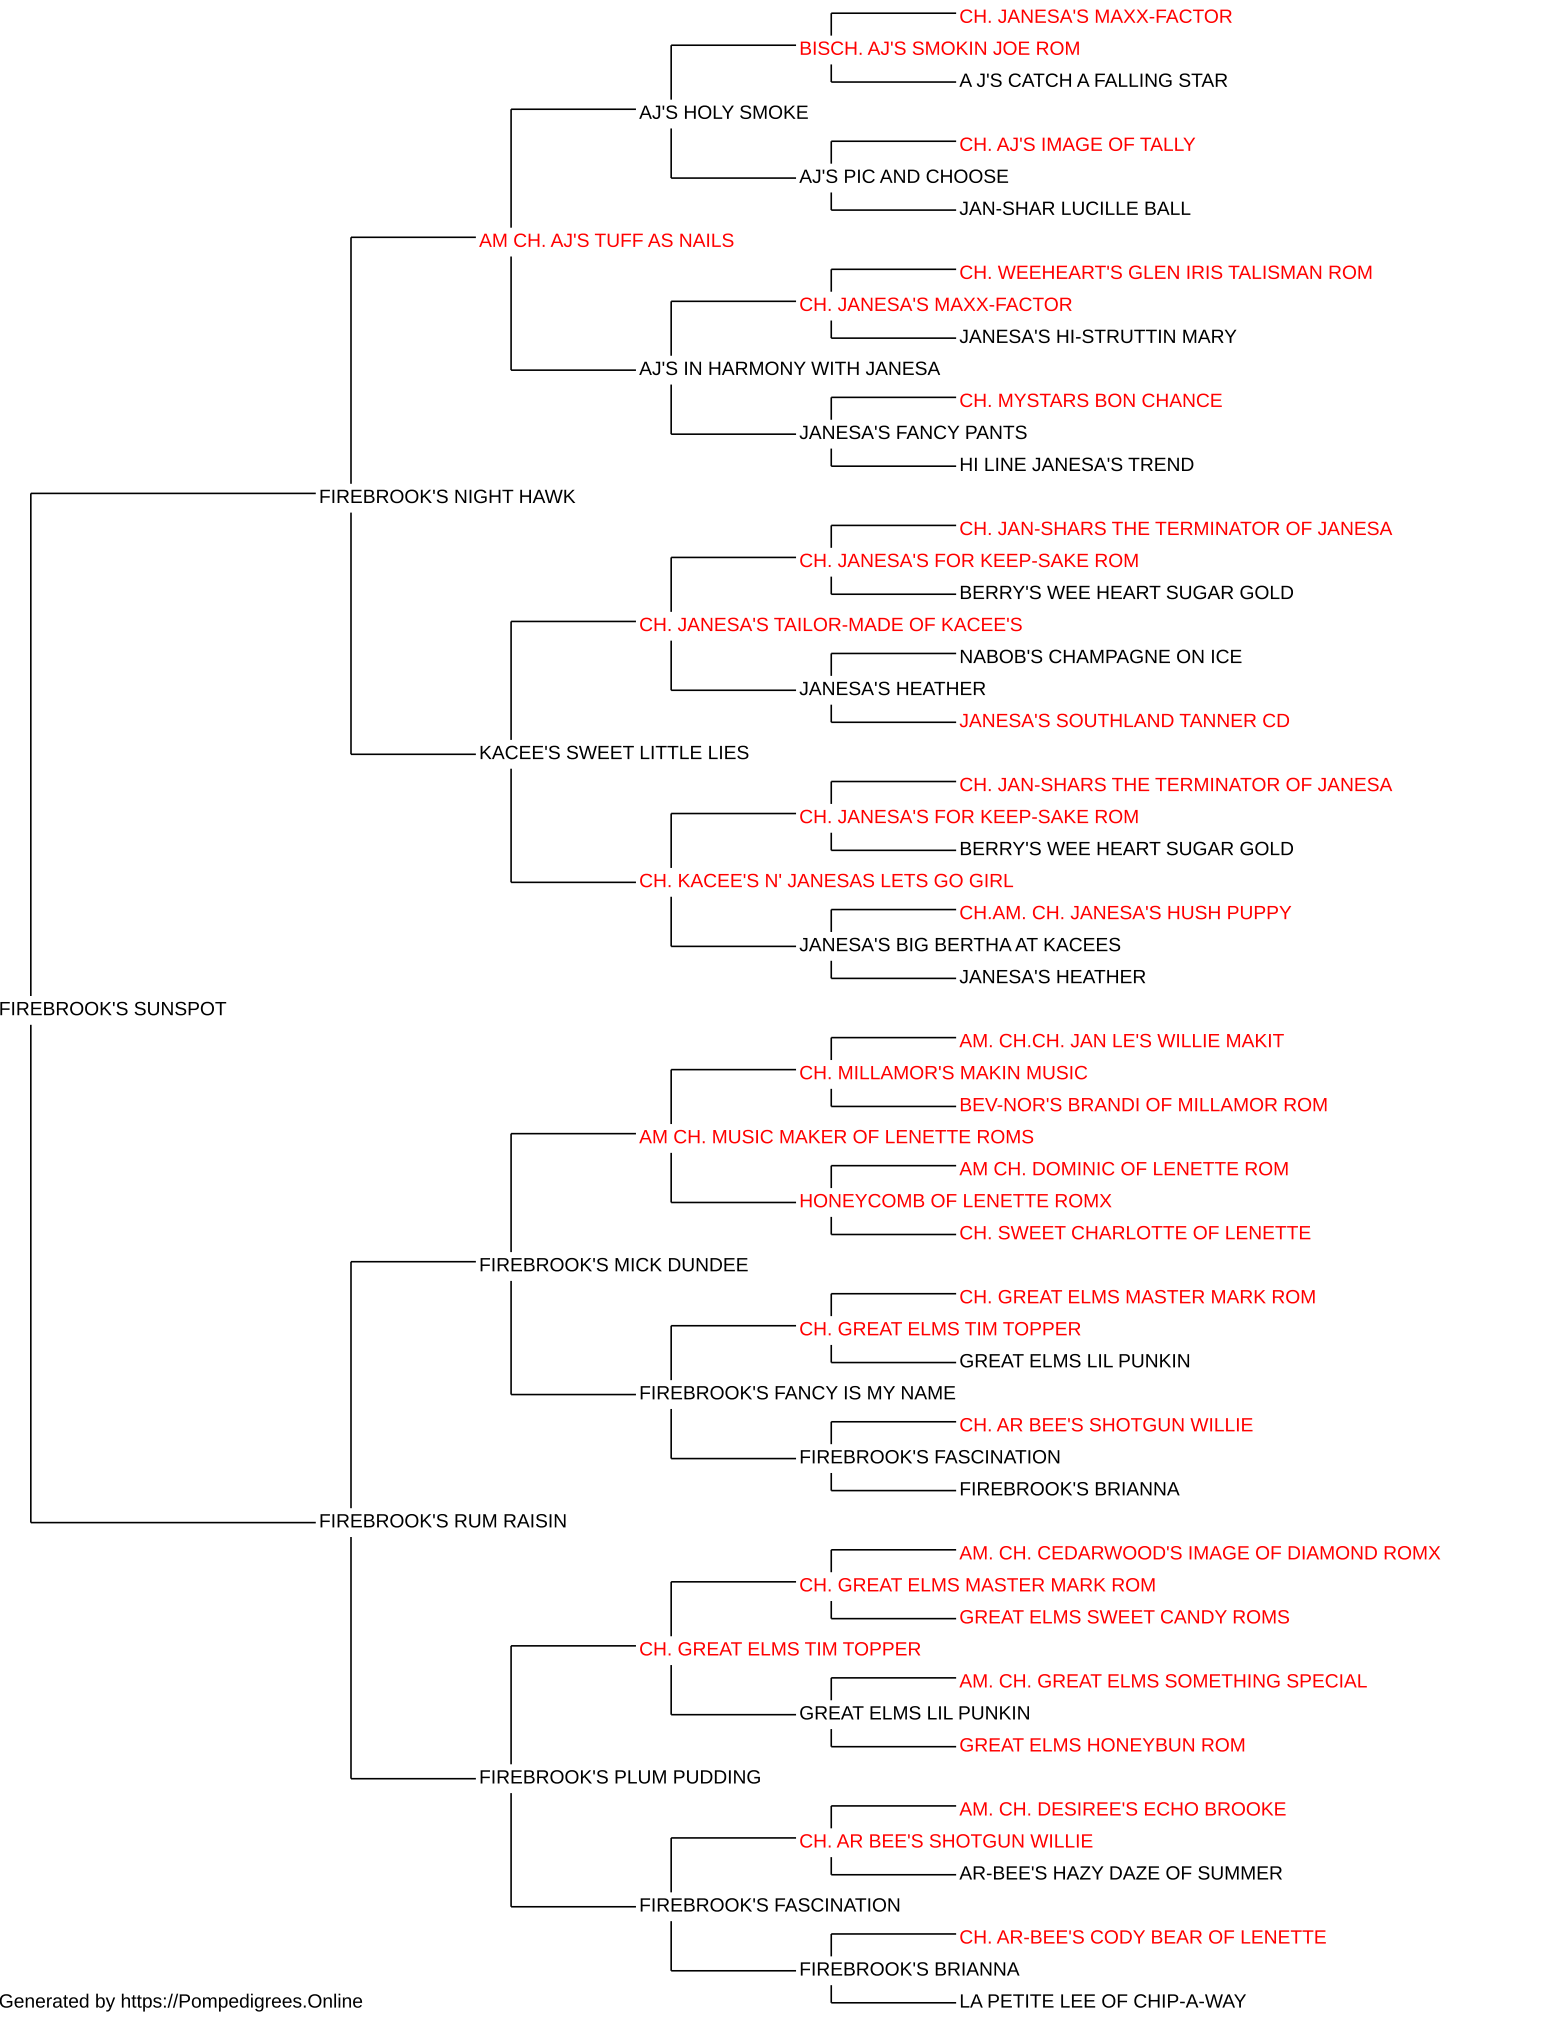 CH. JANESA'S MAXX-FACTOR
BISCH. AJ'S SMOKIN JOE ROM
A J'S CATCH A FALLING STAR
AJ'S HOLY SMOKE
CH. AJ'S IMAGE OF TALLY
AJ'S PIC AND CHOOSE
JAN-SHAR LUCILLE BALL
AM CH. AJ'S TUFF AS NAILS
CH. WEEHEART'S GLEN IRIS TALISMAN ROM
CH. JANESA'S MAXX-FACTOR
JANESA'S HI-STRUTTIN MARY
AJ'S IN HARMONY WITH JANESA
CH. MYSTARS BON CHANCE
JANESA'S FANCY PANTS
HI LINE JANESA'S TREND
FIREBROOK'S NIGHT HAWK
CH. JAN-SHARS THE TERMINATOR OF JANESA
CH. JANESA'S FOR KEEP-SAKE ROM
BERRY'S WEE HEART SUGAR GOLD
CH. JANESA'S TAILOR-MADE OF KACEE'S
NABOB'S CHAMPAGNE ON ICE
JANESA'S HEATHER
JANESA'S SOUTHLAND TANNER CD
KACEE'S SWEET LITTLE LIES
CH. JAN-SHARS THE TERMINATOR OF JANESA
CH. JANESA'S FOR KEEP-SAKE ROM
BERRY'S WEE HEART SUGAR GOLD
CH. KACEE'S N' JANESAS LETS GO GIRL
CH.AM. CH. JANESA'S HUSH PUPPY
JANESA'S BIG BERTHA AT KACEES
JANESA'S HEATHER
FIREBROOK'S SUNSPOT
AM. CH.CH. JAN LE'S WILLIE MAKIT
CH. MILLAMOR'S MAKIN MUSIC
BEV-NOR'S BRANDI OF MILLAMOR ROM
AM CH. MUSIC MAKER OF LENETTE ROMS
AM CH. DOMINIC OF LENETTE ROM
HONEYCOMB OF LENETTE ROMX
CH. SWEET CHARLOTTE OF LENETTE
FIREBROOK'S MICK DUNDEE
CH. GREAT ELMS MASTER MARK ROM
CH. GREAT ELMS TIM TOPPER
GREAT ELMS LIL PUNKIN
FIREBROOK'S FANCY IS MY NAME
CH. AR BEE'S SHOTGUN WILLIE
FIREBROOK'S FASCINATION
FIREBROOK'S BRIANNA
FIREBROOK'S RUM RAISIN
AM. CH. CEDARWOOD'S IMAGE OF DIAMOND ROMX
CH. GREAT ELMS MASTER MARK ROM
GREAT ELMS SWEET CANDY ROMS
CH. GREAT ELMS TIM TOPPER
AM. CH. GREAT ELMS SOMETHING SPECIAL
GREAT ELMS LIL PUNKIN
GREAT ELMS HONEYBUN ROM
FIREBROOK'S PLUM PUDDING
AM. CH. DESIREE'S ECHO BROOKE
CH. AR BEE'S SHOTGUN WILLIE
AR-BEE'S HAZY DAZE OF SUMMER
FIREBROOK'S FASCINATION
CH. AR-BEE'S CODY BEAR OF LENETTE
FIREBROOK'S BRIANNA
LA PETITE LEE OF CHIP-A-WAY
Generated by https://Pompedigrees.Online